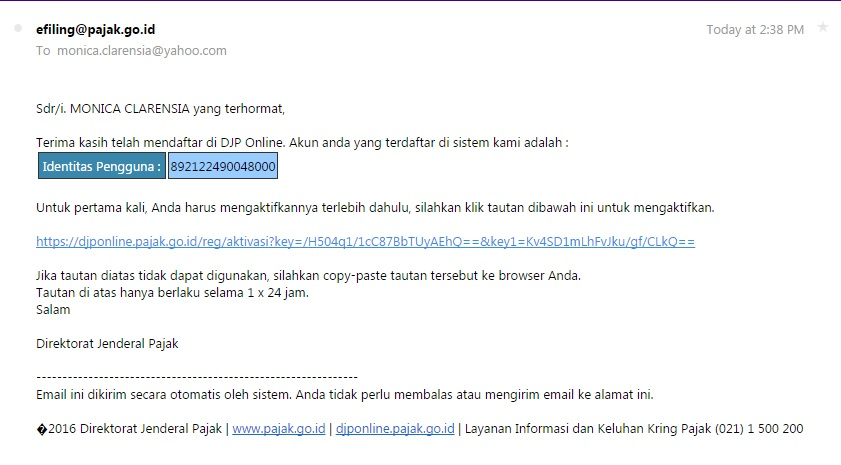 efiling@pajak.go.id
Today at 2:38 PM
To monica.clarensia@yahoo.com
Sdr/i. MONICA CLARENSIA yang terhormat,
Terima kasih telah mendaftar di DJP Online. Akun anda yang terdaftar di sistem kami adalah :
Identitas Pengguna : 892122490048000
Untuk pertama kali, Anda harus mengaktifkannya terlebih dahulu, silahkan klik tautan dibawah ini untuk mengaktifkan.
https://djponline.pajak.go.id/reg/aktivasi?key=/H504q1/1cC87BbTUyAEhQ==&key1=Kv4SD1mLhFvJku/gf/CLkQ==
Jika tautan diatas tidak dapat digunakan, silahkan copy-paste tautan tersebut ke browser Anda.
Tautan di atas hanya berlaku selama 1 x 24 jam.
Salam
Direktorat Jenderal Pajak
--------------------------------------------------------------
Email ini dikirim secara otomatis oleh sistem. Anda tidak perlu membalas atau mengirim email ke alamat ini.
�2016 Direktorat Jenderal Pajak | www.pajak.go.id | djponline.pajak.go.id | Layanan Informasi dan Keluhan Kring Pajak (021) 1 500 200